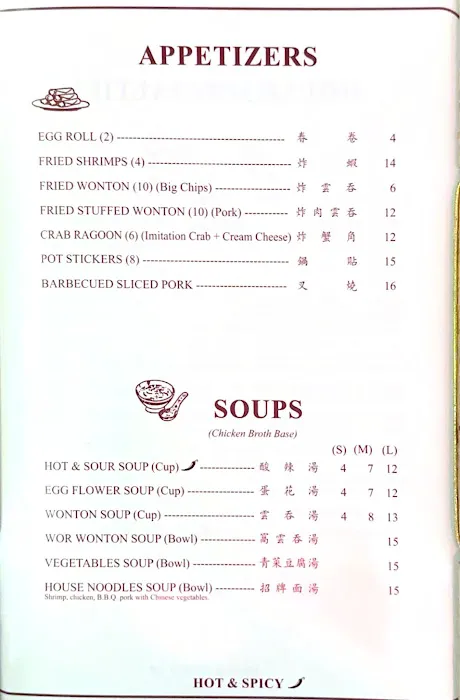 APPETIZERS
EGG ROLL (2) 春 卷 4
FRIED SHRIMPS (4) 炸 蝦 14
FRIED WONTON (10) (Big Chips) 炸 雲 吞 6
FRIED STUFFED WONTON (10) (Pork) 炸 肉 雲 吞 12
CRAB RAGOON (6) (Imitation Crab + Cream Cheese) 炸 蟹 角 12
POT STICKERS (8) 鍋 貼 15
BARBECUED SLICED PORK 叉 燒 16
SOUPS
(Chicken Broth Base)
(S) (M) (L)
HOT & SOUR SOUP (Cup) 酸 辣 湯 4 7 12
EGG FLOWER SOUP (Cup) 蛋 花 湯 4 7 12
WONTON SOUP (Cup) 雲 吞 湯 4 8 13
WOR WONTON SOUP (Bowl) 窩 雲 吞 湯 15
VEGETABLES SOUP (Bowl) 青菜豆腐湯 15
HOUSE NOODLES SOUP (Bowl) 招 牌 面 湯 15
Shrimp, chicken, B.B.Q. pork with Chinese vegetables.
HOT & SPICY